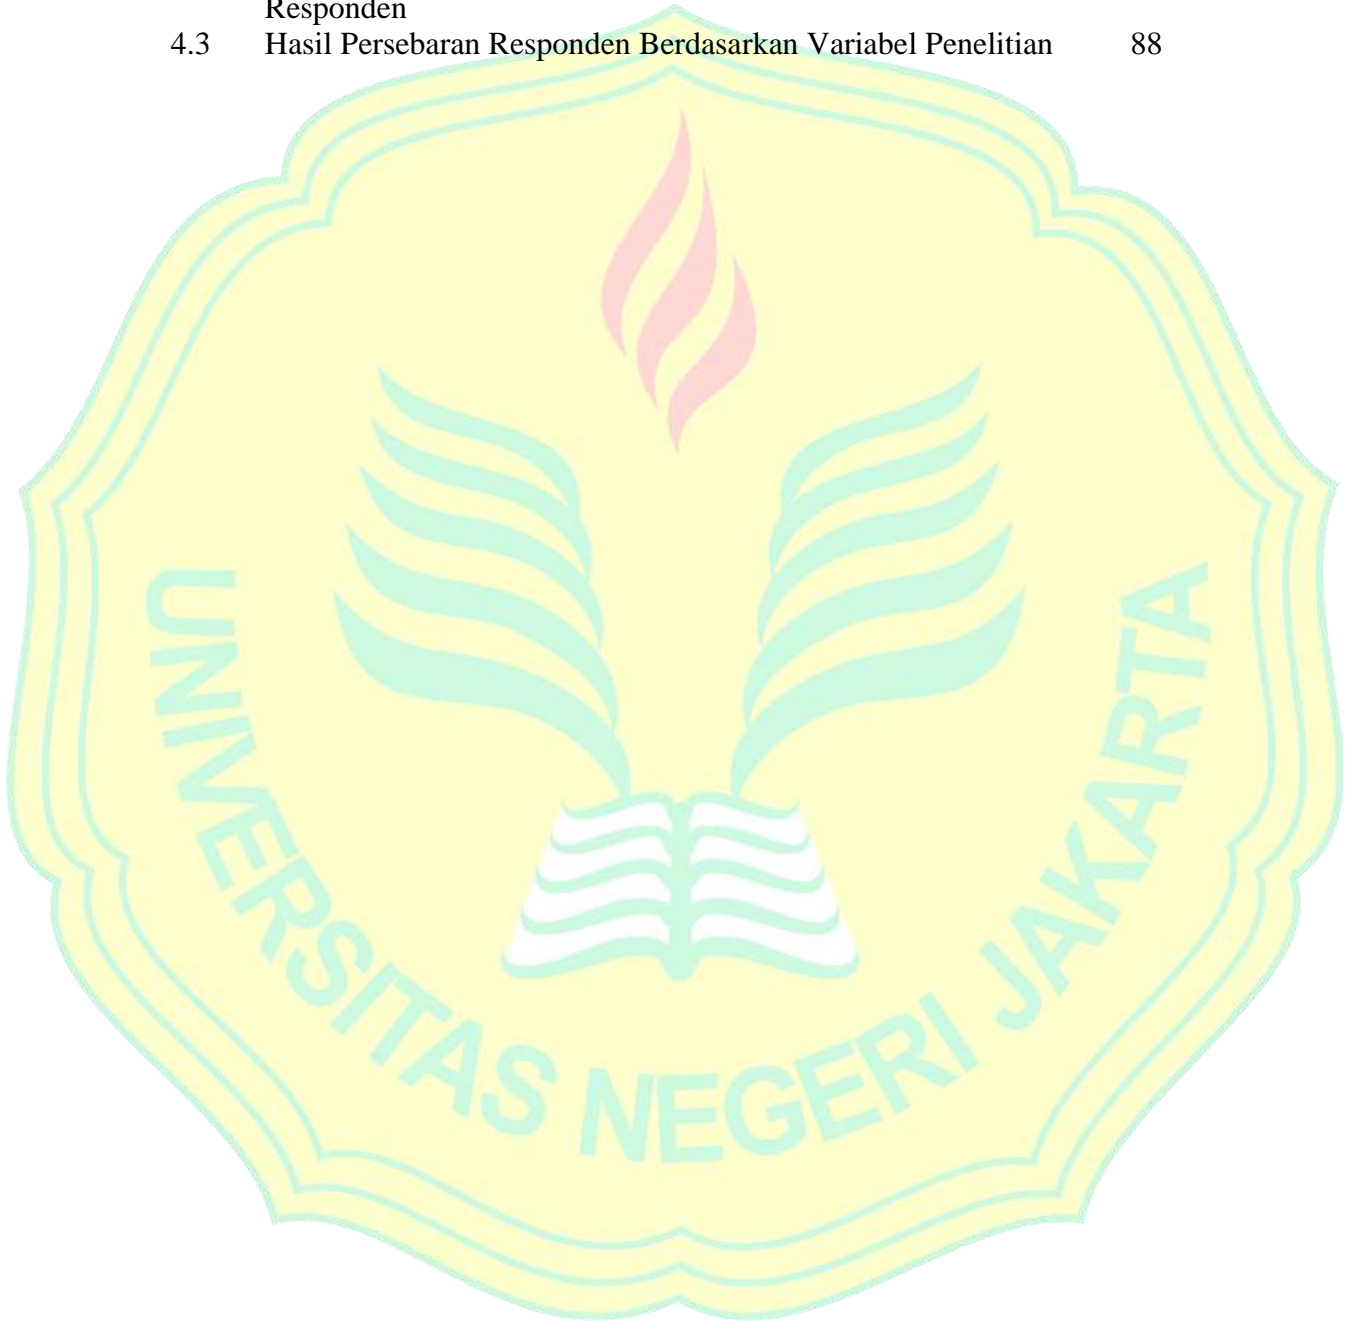 Responden
4.3 Hasil Persebaran Responden Berdasarkan Variabel Penelitian 88
UNIVERSITAS NEGERI JAKARTA